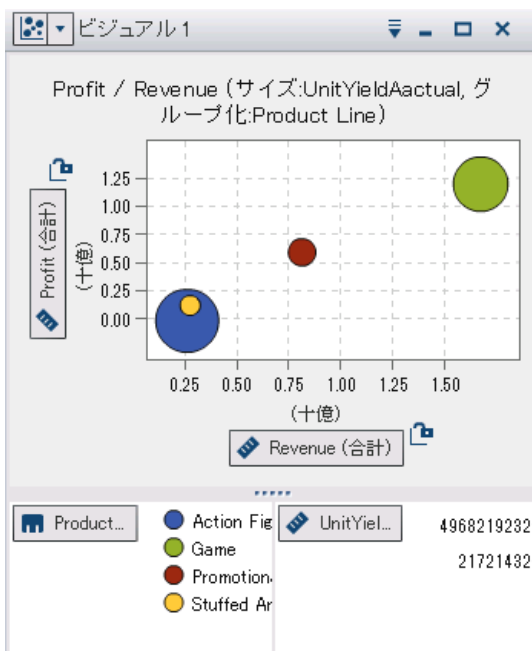 ビジュアル 1
Profit / Revenue (サイズ:UnitYieldAactual, グ
ループ化:Product Line)
1.25
1.00
0.75
0.50
0.25
0.00
Profit (合計)
(十億)
0.25 0.50 0.75 1.00 1.25 1.50
(十億)
Revenue (合計)
Product...
Action Fig
Game
Promotion
Stuffed An
UnitYiel...
4968219232
21721432